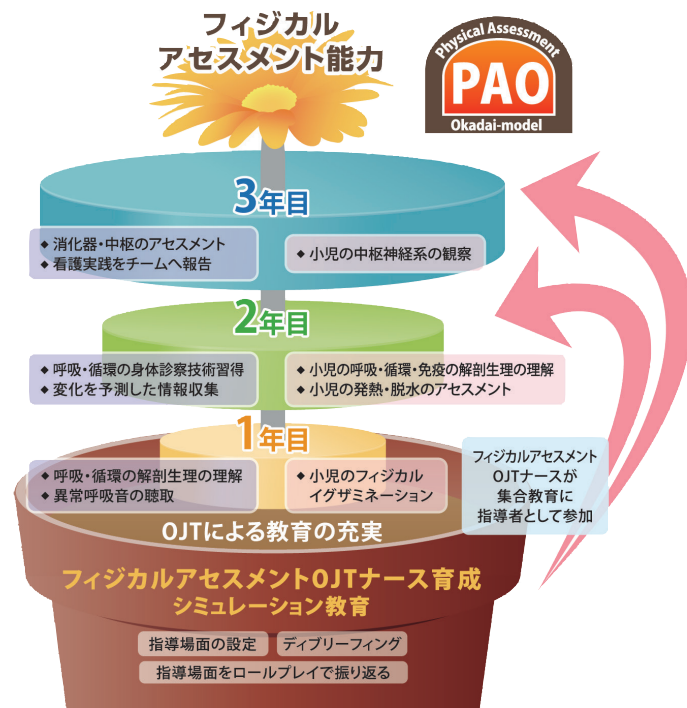 フィジカル
アセスメント能力
Physical Assessment
PAO
Okadai-model
3年目
◆ 消化器・中枢のアセスメント
◆ 看護実践をチームへ報告
◆ 小児の中枢神経系の観察
2年目
◆ 呼吸・循環の身体診察技術習得
◆ 変化を予測した情報収集
◆ 小児の呼吸・循環・免疫の解剖生理の理解
◆ 小児の発熱・脱水のアセスメント
1年目
◆ 呼吸・循環の解剖生理の理解
◆ 異常呼吸音の聴取
◆ 小児のフィジカル
イグザミネーション
フィジカルアセスメント
OJTナースが
集合教育に
指導者として参加
OJTによる教育の充実
フィジカルアセスメントOJTナース育成
シミュレーション教育
指導場面の設定
ディブリーフィング
指導場面をロールプレイで振り返る